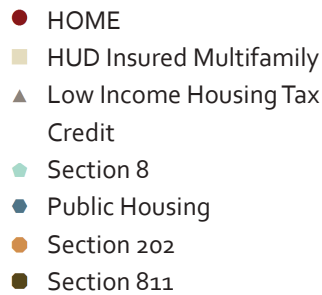 HOME
HUD Insured Multifamily
Low Income Housing Tax
Credit
Section 8
Public Housing
Section 202
Section 811